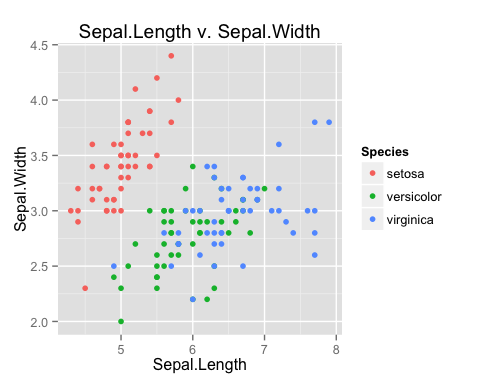 Sepal.Length v. Sepal.Width
4.5
4.0
3.5
3.0
2.5
2.0
Sepal.Width
5 6 7 8
Sepal.Length
Species
setosa
versicolor
virginica